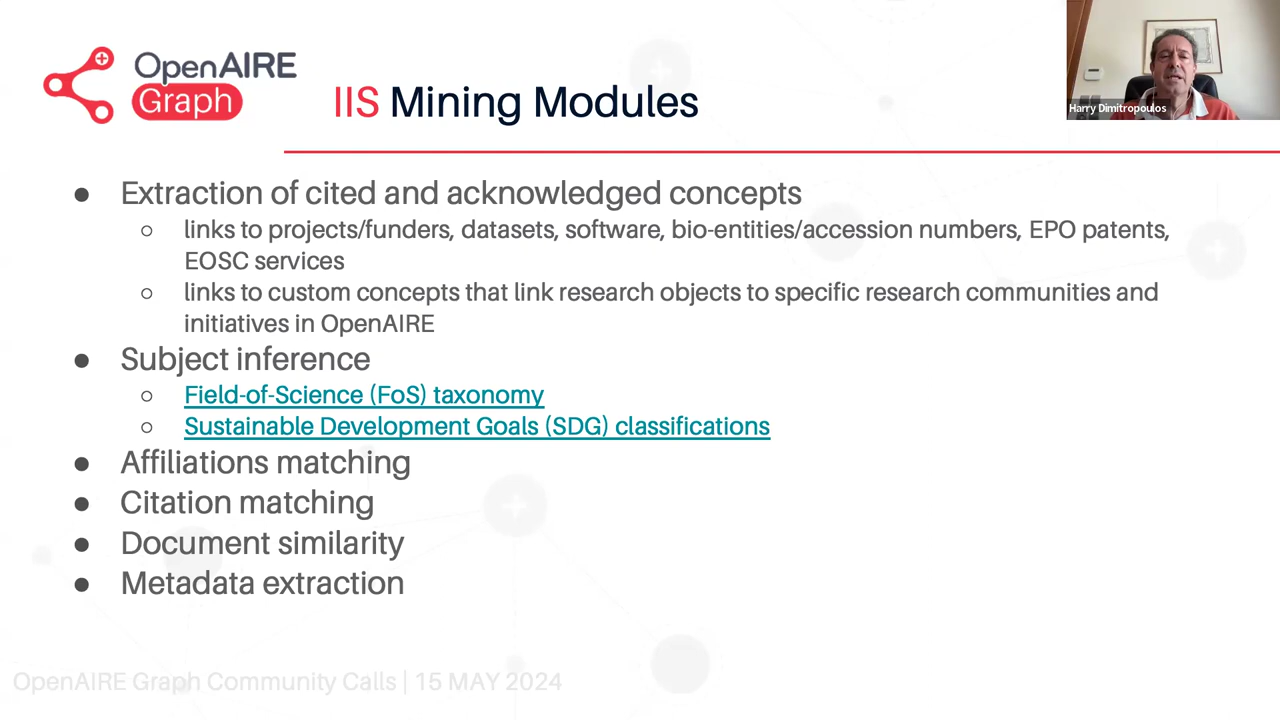 OpenAIRE
Graph
IIS Mining Modules
Harry Dimitropoulos
● Extraction of cited and acknowledged concepts
○ links to projects/funders, datasets, software, bio-entities/accession numbers, EPO patents,
EOSC services
○ links to custom concepts that link research objects to specific research communities and
initiatives in OpenAIRE
● Subject inference
○ Field-of-Science (FoS) taxonomy
○ Sustainable Development Goals (SDG) classifications
● Affiliations matching
● Citation matching
● Document similarity
● Metadata extraction
OpenAIRE Graph Community Calls | 15 MAY 2024